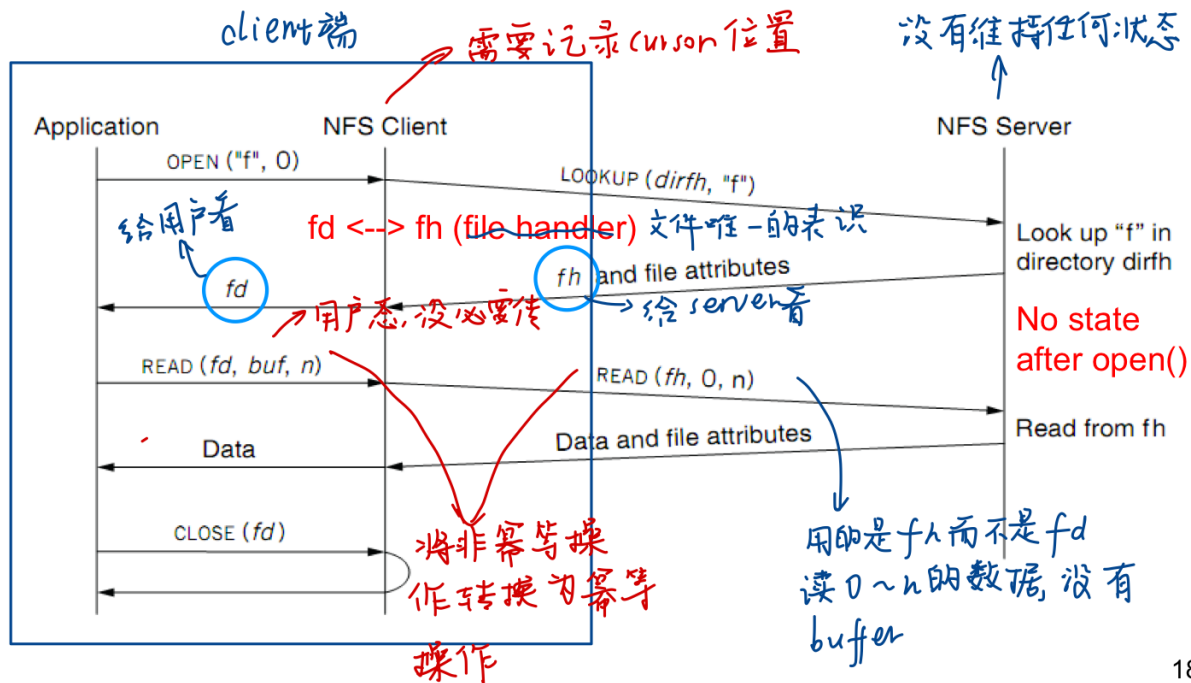 client端
需要记录curson位置
没有维持任何状态
Application
NFS Client
NFS Server
OPEN ("f", 0)
LOOKUP (dirfh, "f")
给用户看
fd <--> fh (file handler) 文件唯一的表识
Look up “f” in
directory dirfh
fd
fh and file attributes
用户态,没必要传
给server看
No state
after open()
READ (fd, buf, n)
READ (fh, 0, n)
Read from fh
Data
Data and file attributes
CLOSE (fd)
将非幂等操
作转换为幂等
操作
用的是fh而不是fd
读0~n的数据,没有
buffer
18